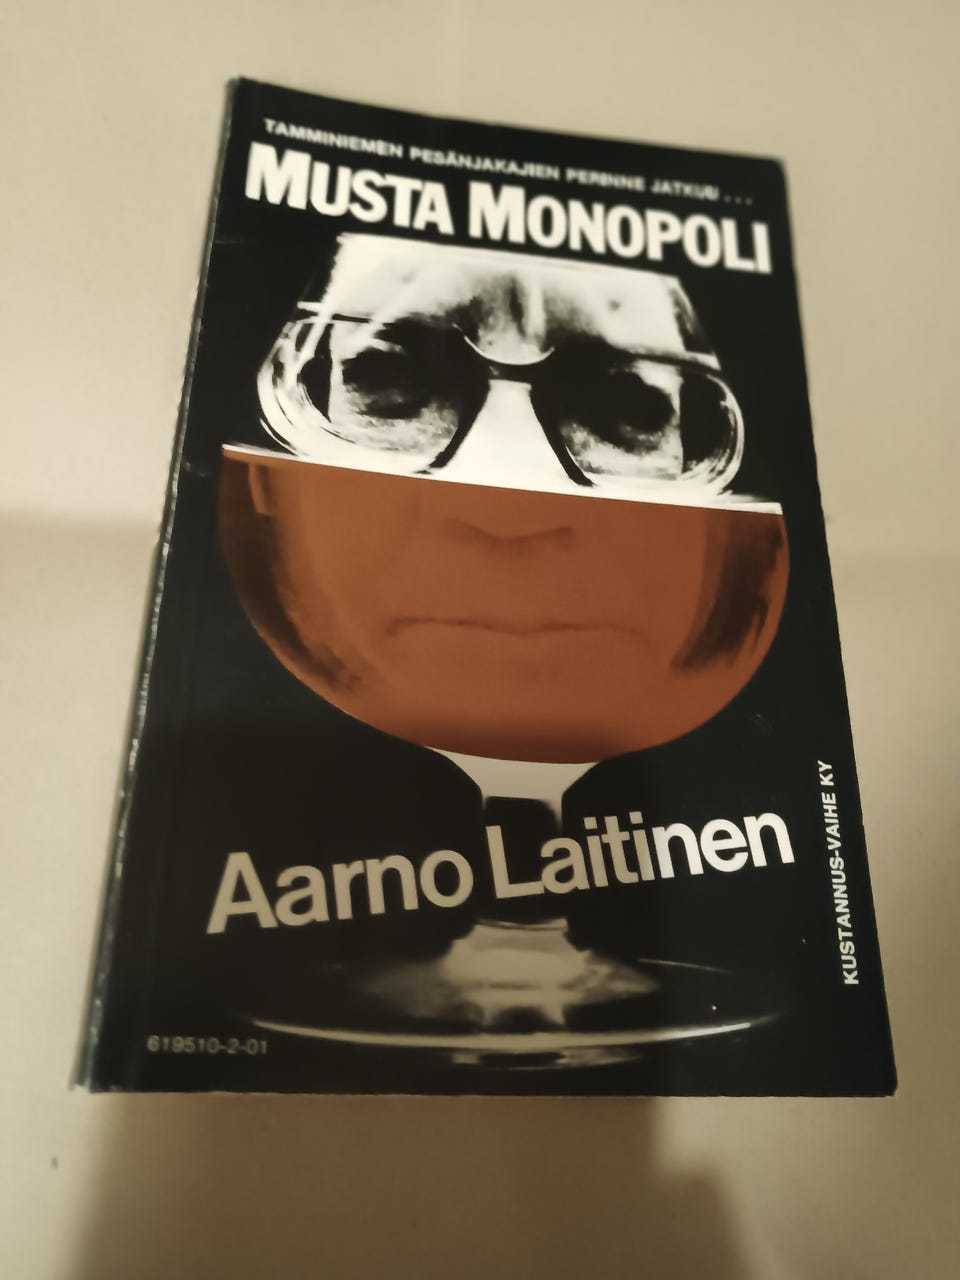 TAMMINIEMEN PESÄNJAKAJIEN PERINNE JATKUU...
MUSTA MONOPOLI
Aarno Laitinen
KUSTANNUS-VAIHE KY
619510-2-01